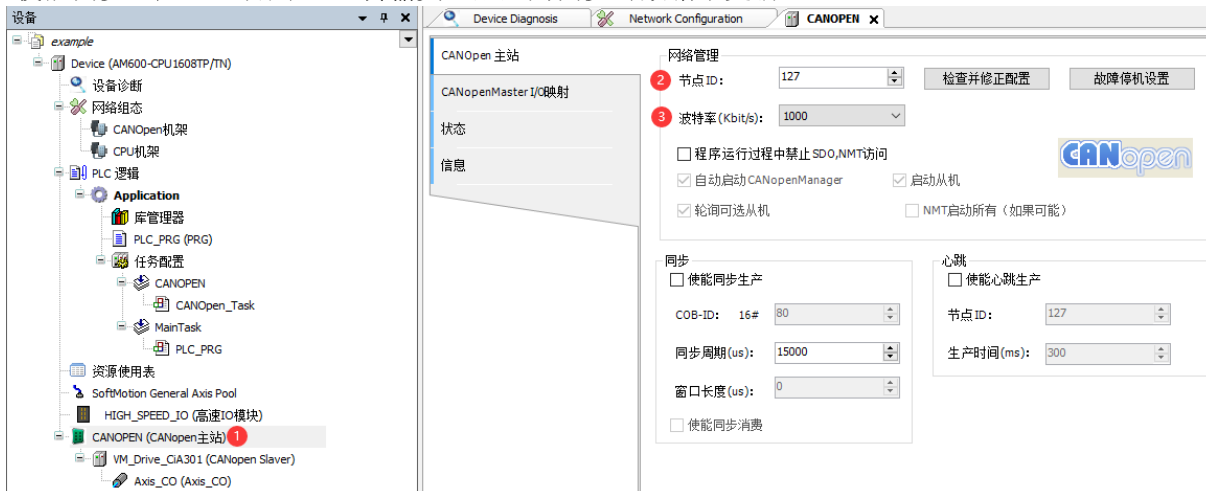 设备
example
Device (AM600-CPU1608TP/TN)
设备诊断
网络组态
CANOpen机架
CPU机架
PLC 逻辑
Application
库管理器
PLC_PRG (PRG)
任务配置
CANOPEN
CANOpen_Task
MainTask
PLC_PRG
资源使用表
SoftMotion General Axis Pool
HIGH_SPEED_IO (高速IO模块)
CANOPEN (CANopen主站) 1
VM_Drive_CiA301 (CANopen Slaver)
Axis_CO (Axis_CO)
Device Diagnosis Network Configuration CANOPEN
CANOpen 主站
CANopenMaster I/O映射
状态
信息
网络管理
2 节点ID: 127 检查并修正配置 故障停机设置
3 波特率(Kbit/s): 1000
程序运行过程中禁止SDO,NMT访问
CANopen
自动启动CANopenManager 启动从机
轮询可选从机 NMT启动所有（如果可能）
同步
使能同步生产
COB-ID: 16# 80
同步周期(us): 15000
窗口长度(us): 0
使能同步消费
心跳
使能心跳生产
节点ID: 127
生产时间(ms): 300